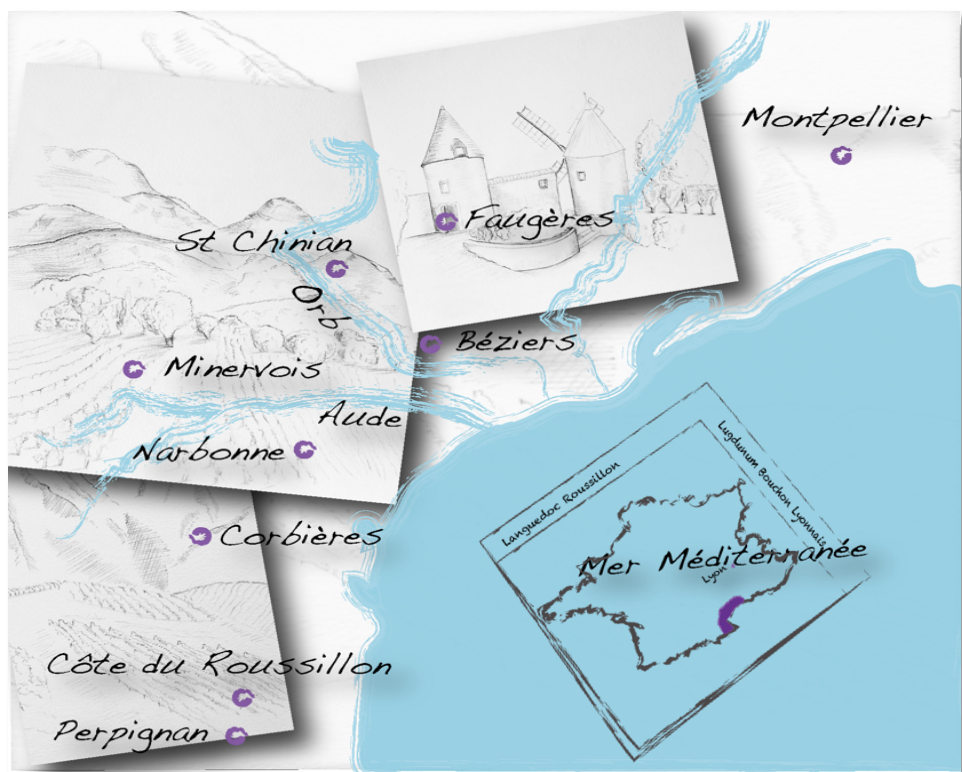 Montpellier
Faugères
St Chinian
Orb
Béziers
Minervois
Aude
Narbonne
Languedoc Roussillon
Lugdunum Bouchon Lyonnais
Corbières
Mer Méditerranée
Lyon
Côte du Roussillon
Perpignan